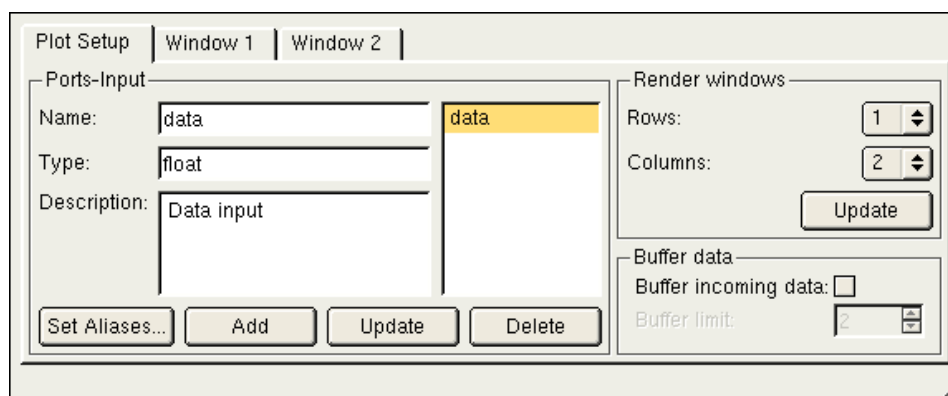 Plot Setup
Window 1
Window 2
Ports-Input
Name:
data
data
Type:
float
Description:
Data input
Set Aliases...
Add
Update
Delete
Render windows
Rows:
1
Columns:
2
Update
Buffer data
Buffer incoming data:
Buffer limit:
2